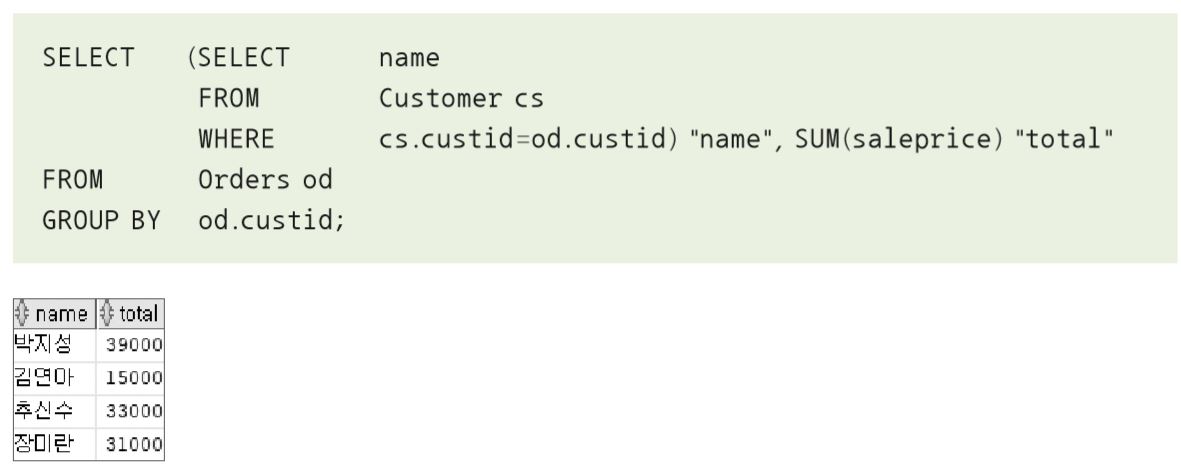 SELECT (SELECT name
FROM Customer cs
WHERE cs.custid=od.custid) "name", SUM(saleprice) "total"
FROM Orders od
GROUP BY od.custid;
name total
박지성 39000
김연아 15000
추신수 33000
장미란 31000